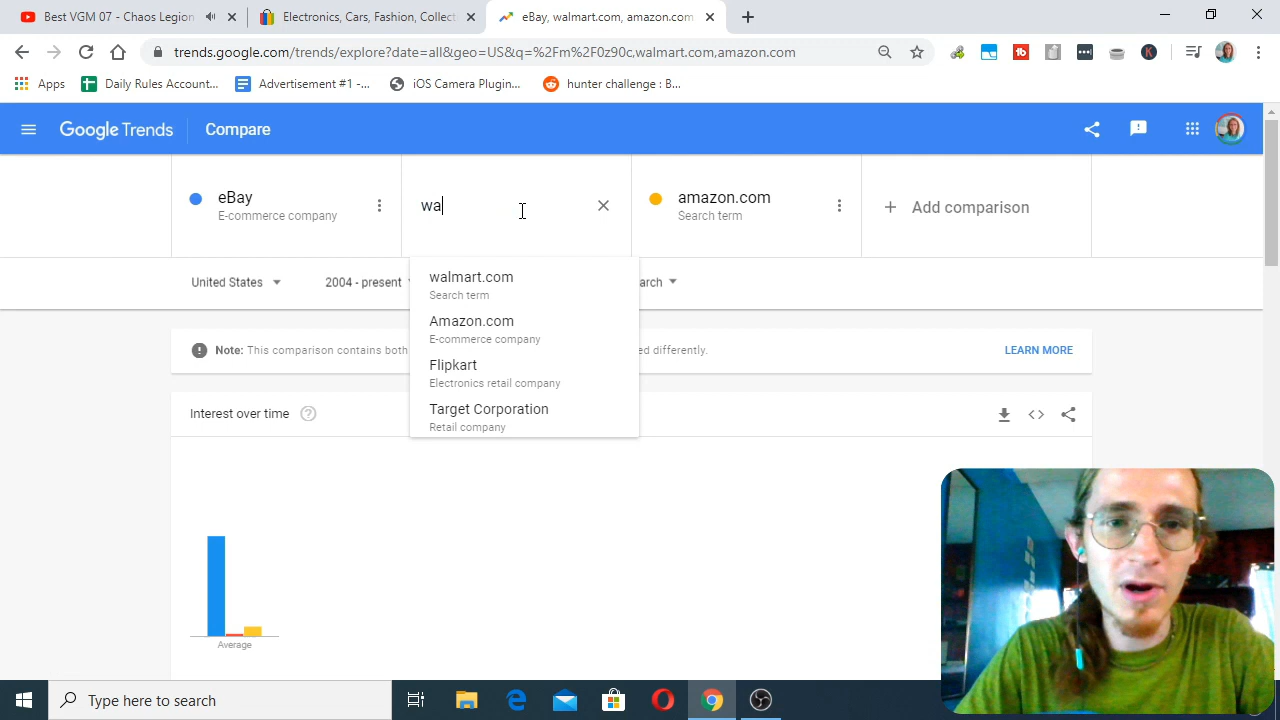 Best VGM 07 - Chaos Legion
Electronics, Cars, Fashion, Collect
eBay, walmart.com, amazon.com
trends.google.com/trends/explore?date=all&geo=US&q=%2Fm%2F0z90c,walmart.com,amazon.com
Apps
Daily Rules Account...
Advertisement #1 -...
iOS Camera Plugin,...
hunter challenge : B...
Google Trends
Compare
eBay
E-commerce company
wa
amazon.com
Search term
+ Add comparison
United States
2004 - present
arch
walmart.com
Search term
Amazon.com
E-commerce company
Flipkart
Electronics retail company
Target Corporation
Retail company
Note: This comparison contains both
ed differently.
LEARN MORE
Interest over time
Average
Type here to search